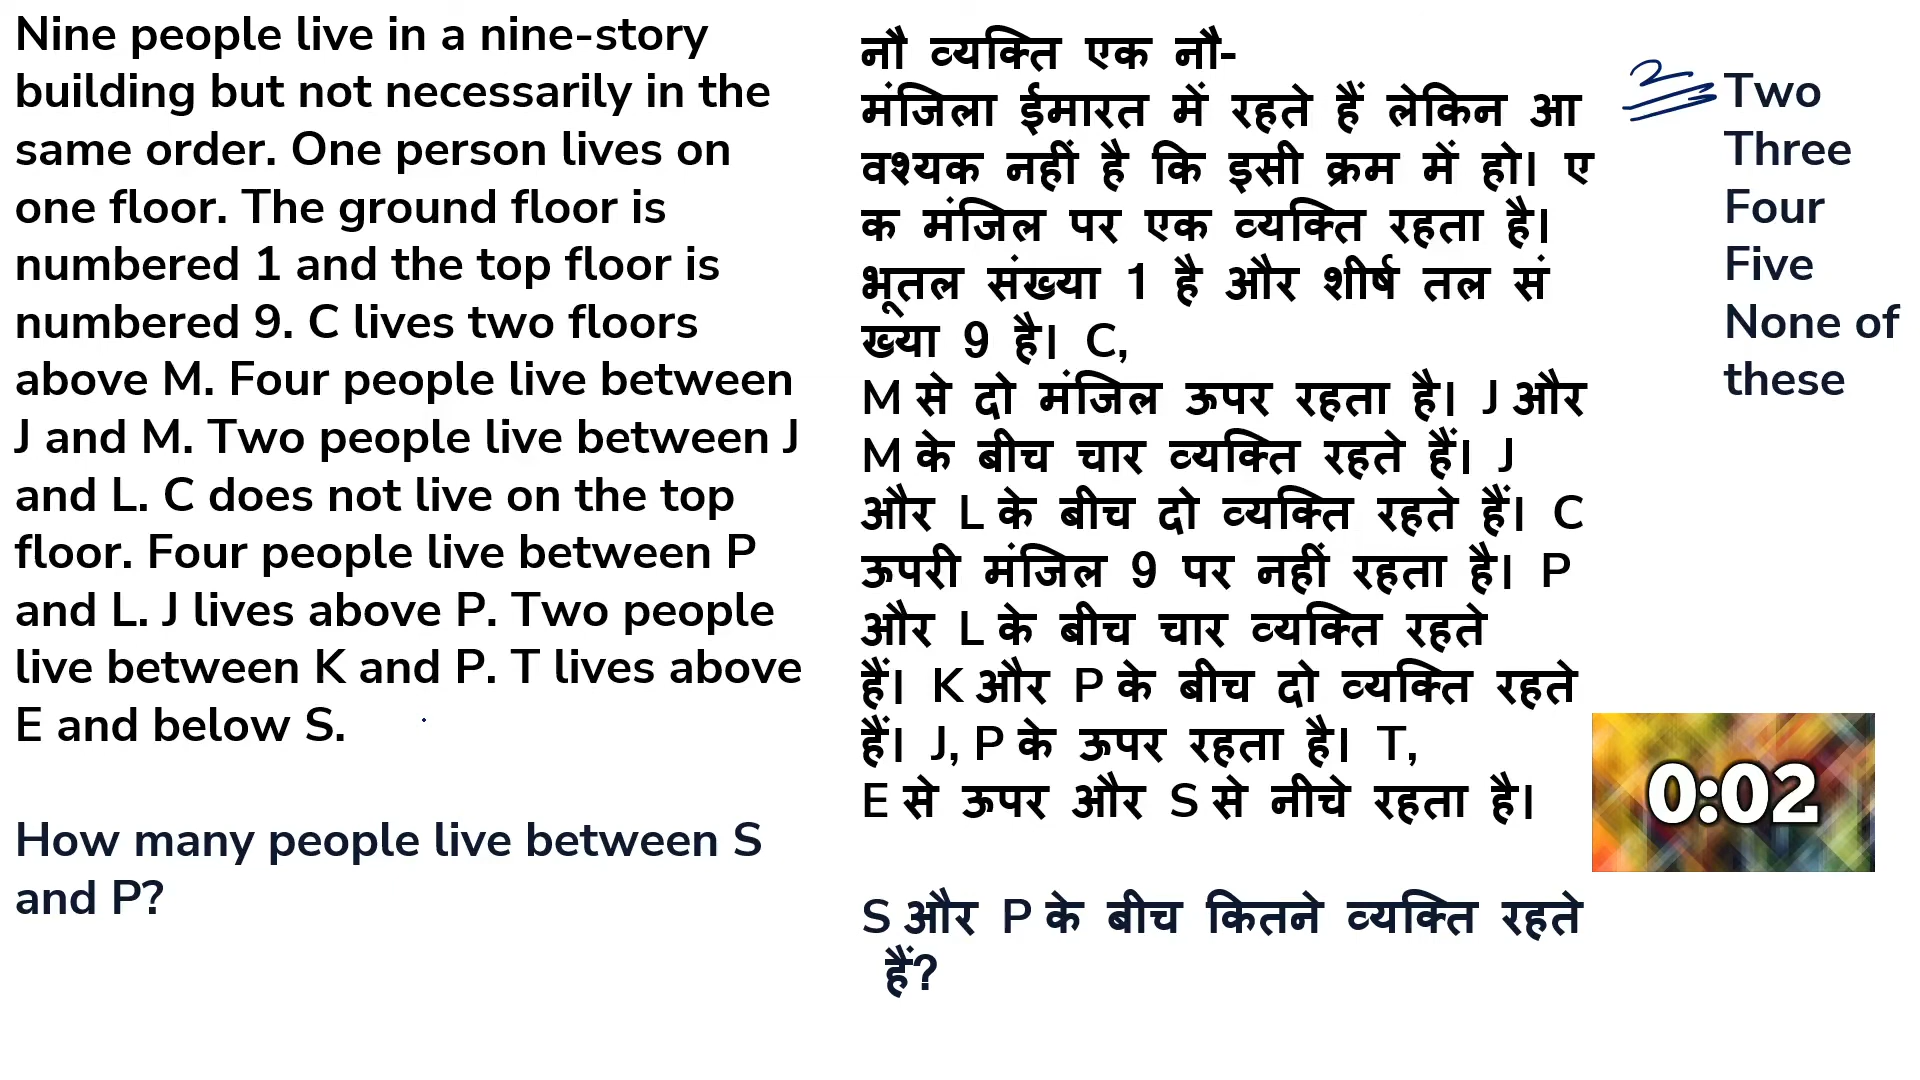 Nine people live in a nine-story
building but not necessarily in the
same order. One person lives on
one floor. The ground floor is
numbered 1 and the top floor is
numbered 9. C lives two floors
above M. Four people live between
J and M. Two people live between J
and L. C does not live on the top
floor. Four people live between P
and L. J lives above P. Two people
live between K and P. T lives above
E and below S.
How many people live between S
and P?
नौ व्यक्ति एक नौ-
मंजिला ईमारत में रहते हैं लेकिन आ
वश्यक नहीं है कि इसी क्रम में हो। ए
क मंजिल पर एक व्यक्ति रहता है।
भूतल संख्या 1 है और शीर्ष तल सं
ख्या 9 है। C,
M से दो मंजिल ऊपर रहता है। J और
M के बीच चार व्यक्ति रहते हैं। J
और L के बीच दो व्यक्ति रहते हैं। C
ऊपरी मंजिल 9 पर नहीं रहता है। P
और L के बीच चार व्यक्ति रहते
हैं। K और P के बीच दो व्यक्ति रहते
हैं। J, P के ऊपर रहता है। T,
E से ऊपर और S से नीचे रहता है।
S और P के बीच कितने व्यक्ति रहते
हैं?
Two
Three
Four
Five
None of
these
0:02